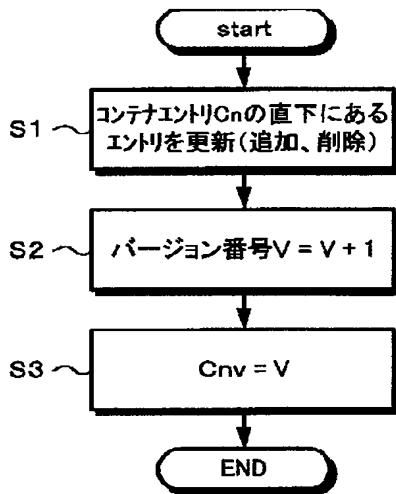 start
S1
コンテナエントリCnの直下にある
エントリを更新(追加、削除)
S2
バージョン番号V = V + 1
S3
Cnv = V
END